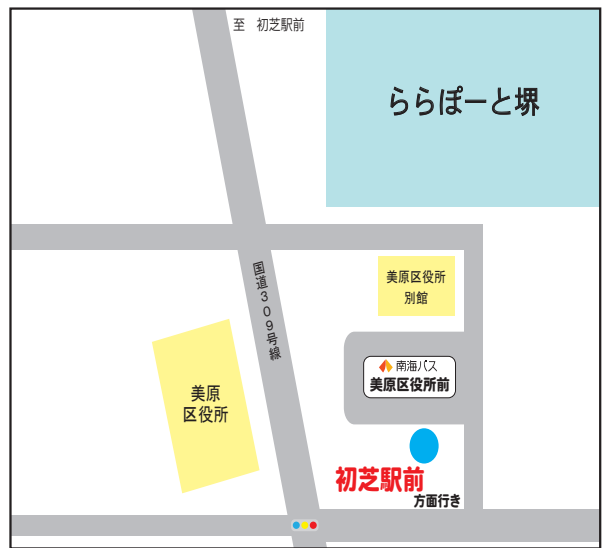 至 初芝駅前
ららぽーと堺
国道309号線
美原区役所
別館
南海バス
美原区役所前
美原
区役所
初芝駅前
方面行き